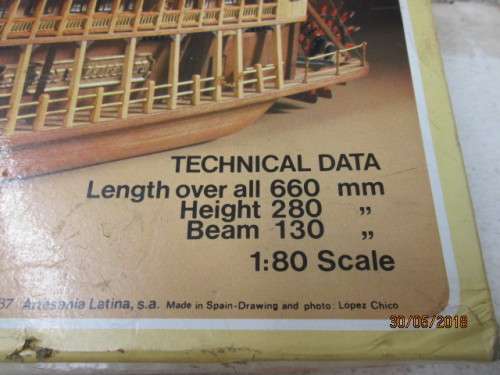 TECHNICAL DATA
Length over all 660 mm
Height 280 ”
Beam 130 ”
1:80 Scale
87 Artesania Latina, s.a. Made in Spain-Drawing and photo: Lopez Chico
30/05/2018